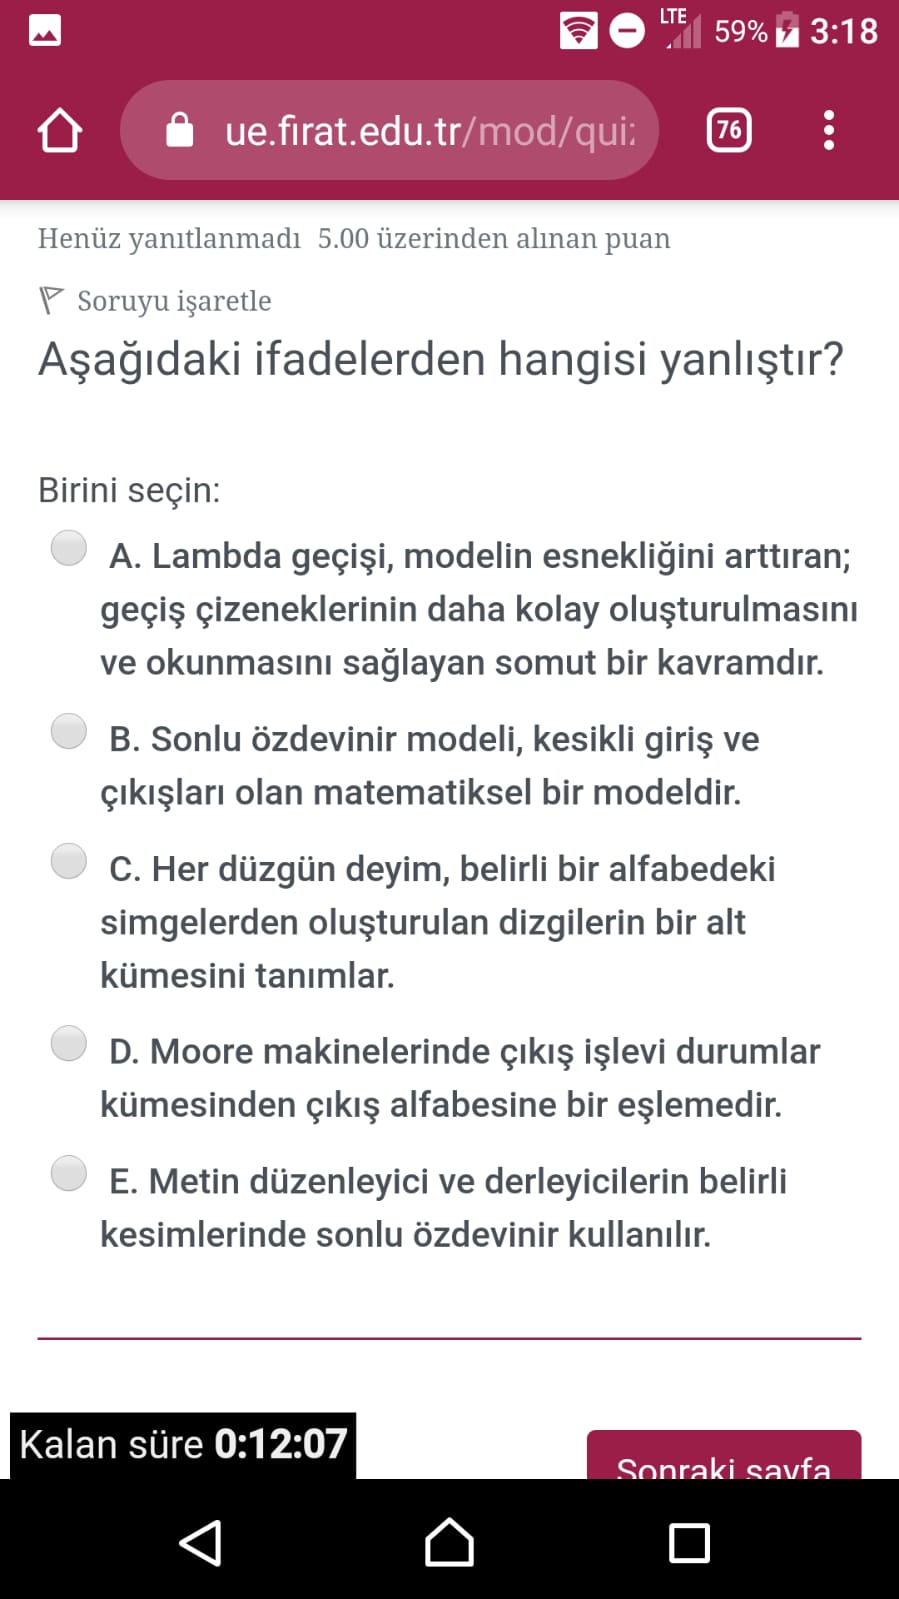 LTE 59% 3:18
ue.firat.edu.tr/mod/qui
76
Henüz yanıtlanmadı 5.00 üzerinden alınan puan
Soruyu işaretle
Aşağıdaki ifadelerden hangisi yanlıştır?
Birini seçin:
A. Lambda geçişi, modelin esnekliğini arttıran;
geçiş çizeneklerinin daha kolay oluşturulmasını
ve okunmasını sağlayan somut bir kavramdır.
B. Sonlu özdevinir modeli, kesikli giriş ve
çıkışları olan matematiksel bir modeldir.
C. Her düzgün deyim, belirli bir alfabedeki
simgelerden oluşturulan dizgilerin bir alt
kümesini tanımlar.
D. Moore makinelerinde çıkış işlevi durumlar
kümesinden çıkış alfabesine bir eşlemedir.
E. Metin düzenleyici ve derleyicilerin belirli
kesimlerinde sonlu özdevinir kullanılır.
Kalan süre 0:12:07
Sonraki sayfa